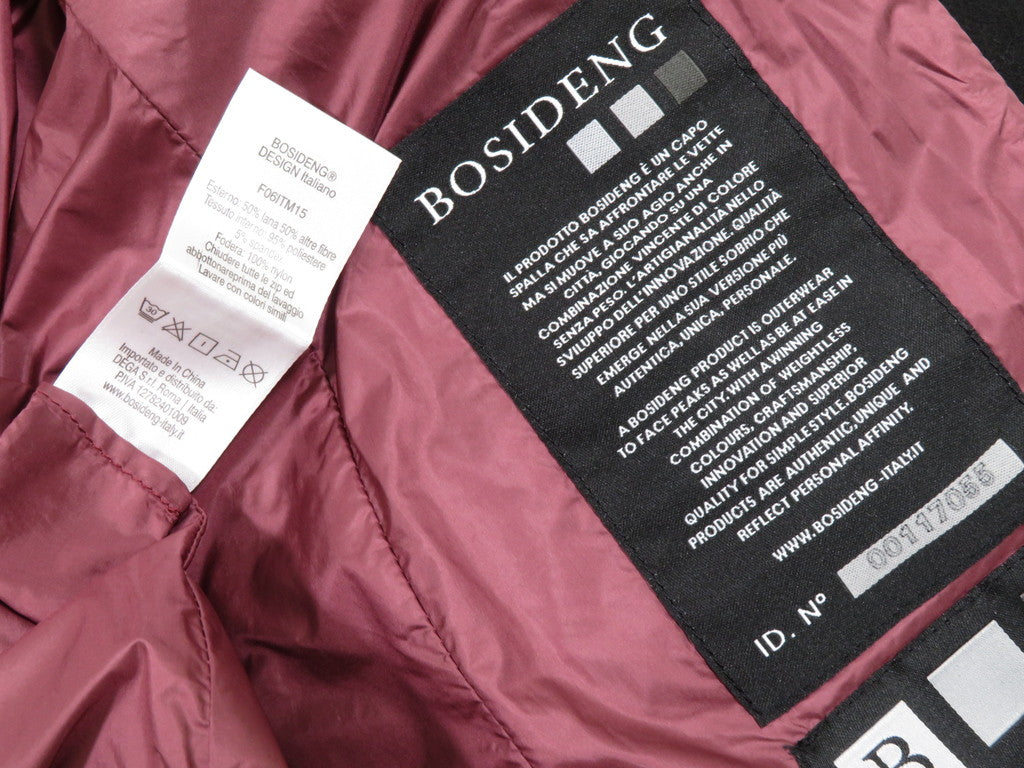 BOSIDENG®
DESIGN Italiano
F06ITM15
Esterno: 50% lana 50% altre fibre
Tessuto interno: 95% poliestere
5% spandex
Fodera: 100% nylon
Chiudere tutte le zip ed
abbottonareprima del lavaggio
Lavare con colori simili
30
Made In China
Importato e distribuito da:
DEGA S.r.l. Roma | Italia
P.IVA 12782401009
www.bosideng-italy.it
BOSIDENG
IL PRODOTTO BOSIDENG È UN CAPO
SPALLA CHE SA AFFRONTARE LE VETTE
MA SI MUOVE A SUO AGIO ANCHE IN
CITTÀ, GIOCANDO SU UNA
COMBINAZIONE VINCENTE DI COLORE
SENZA PESO, L'ARTIGIANALITÀ NELLO
SVILUPPO DELL'INNOVAZIONE, QUALITÀ
SUPERIORE PER UNO STILE SOBRIO CHE
EMERGE NELLA SUA VERSIONE PIÙ
AUTENTICA, UNICA, PERSONALE.
A BOSIDENG PRODUCT IS OUTERWEAR
TO FACE PEAKS AS WELL AS BE AT EASE IN
THE CITY, WITH A WINNING
COMBINATION OF WEIGHTLESS
COLOURS, CRAFTSMANSHIP,
INNOVATION AND SUPERIOR
QUALITY FOR SIMPLE STYLE. BOSIDENG
PRODUCTS ARE AUTHENTIC, UNIQUE, AND
REFLECT PERSONAL AFFINITY.
WWW.BOSIDENG-ITALY.IT
ID. N° 00117055
B